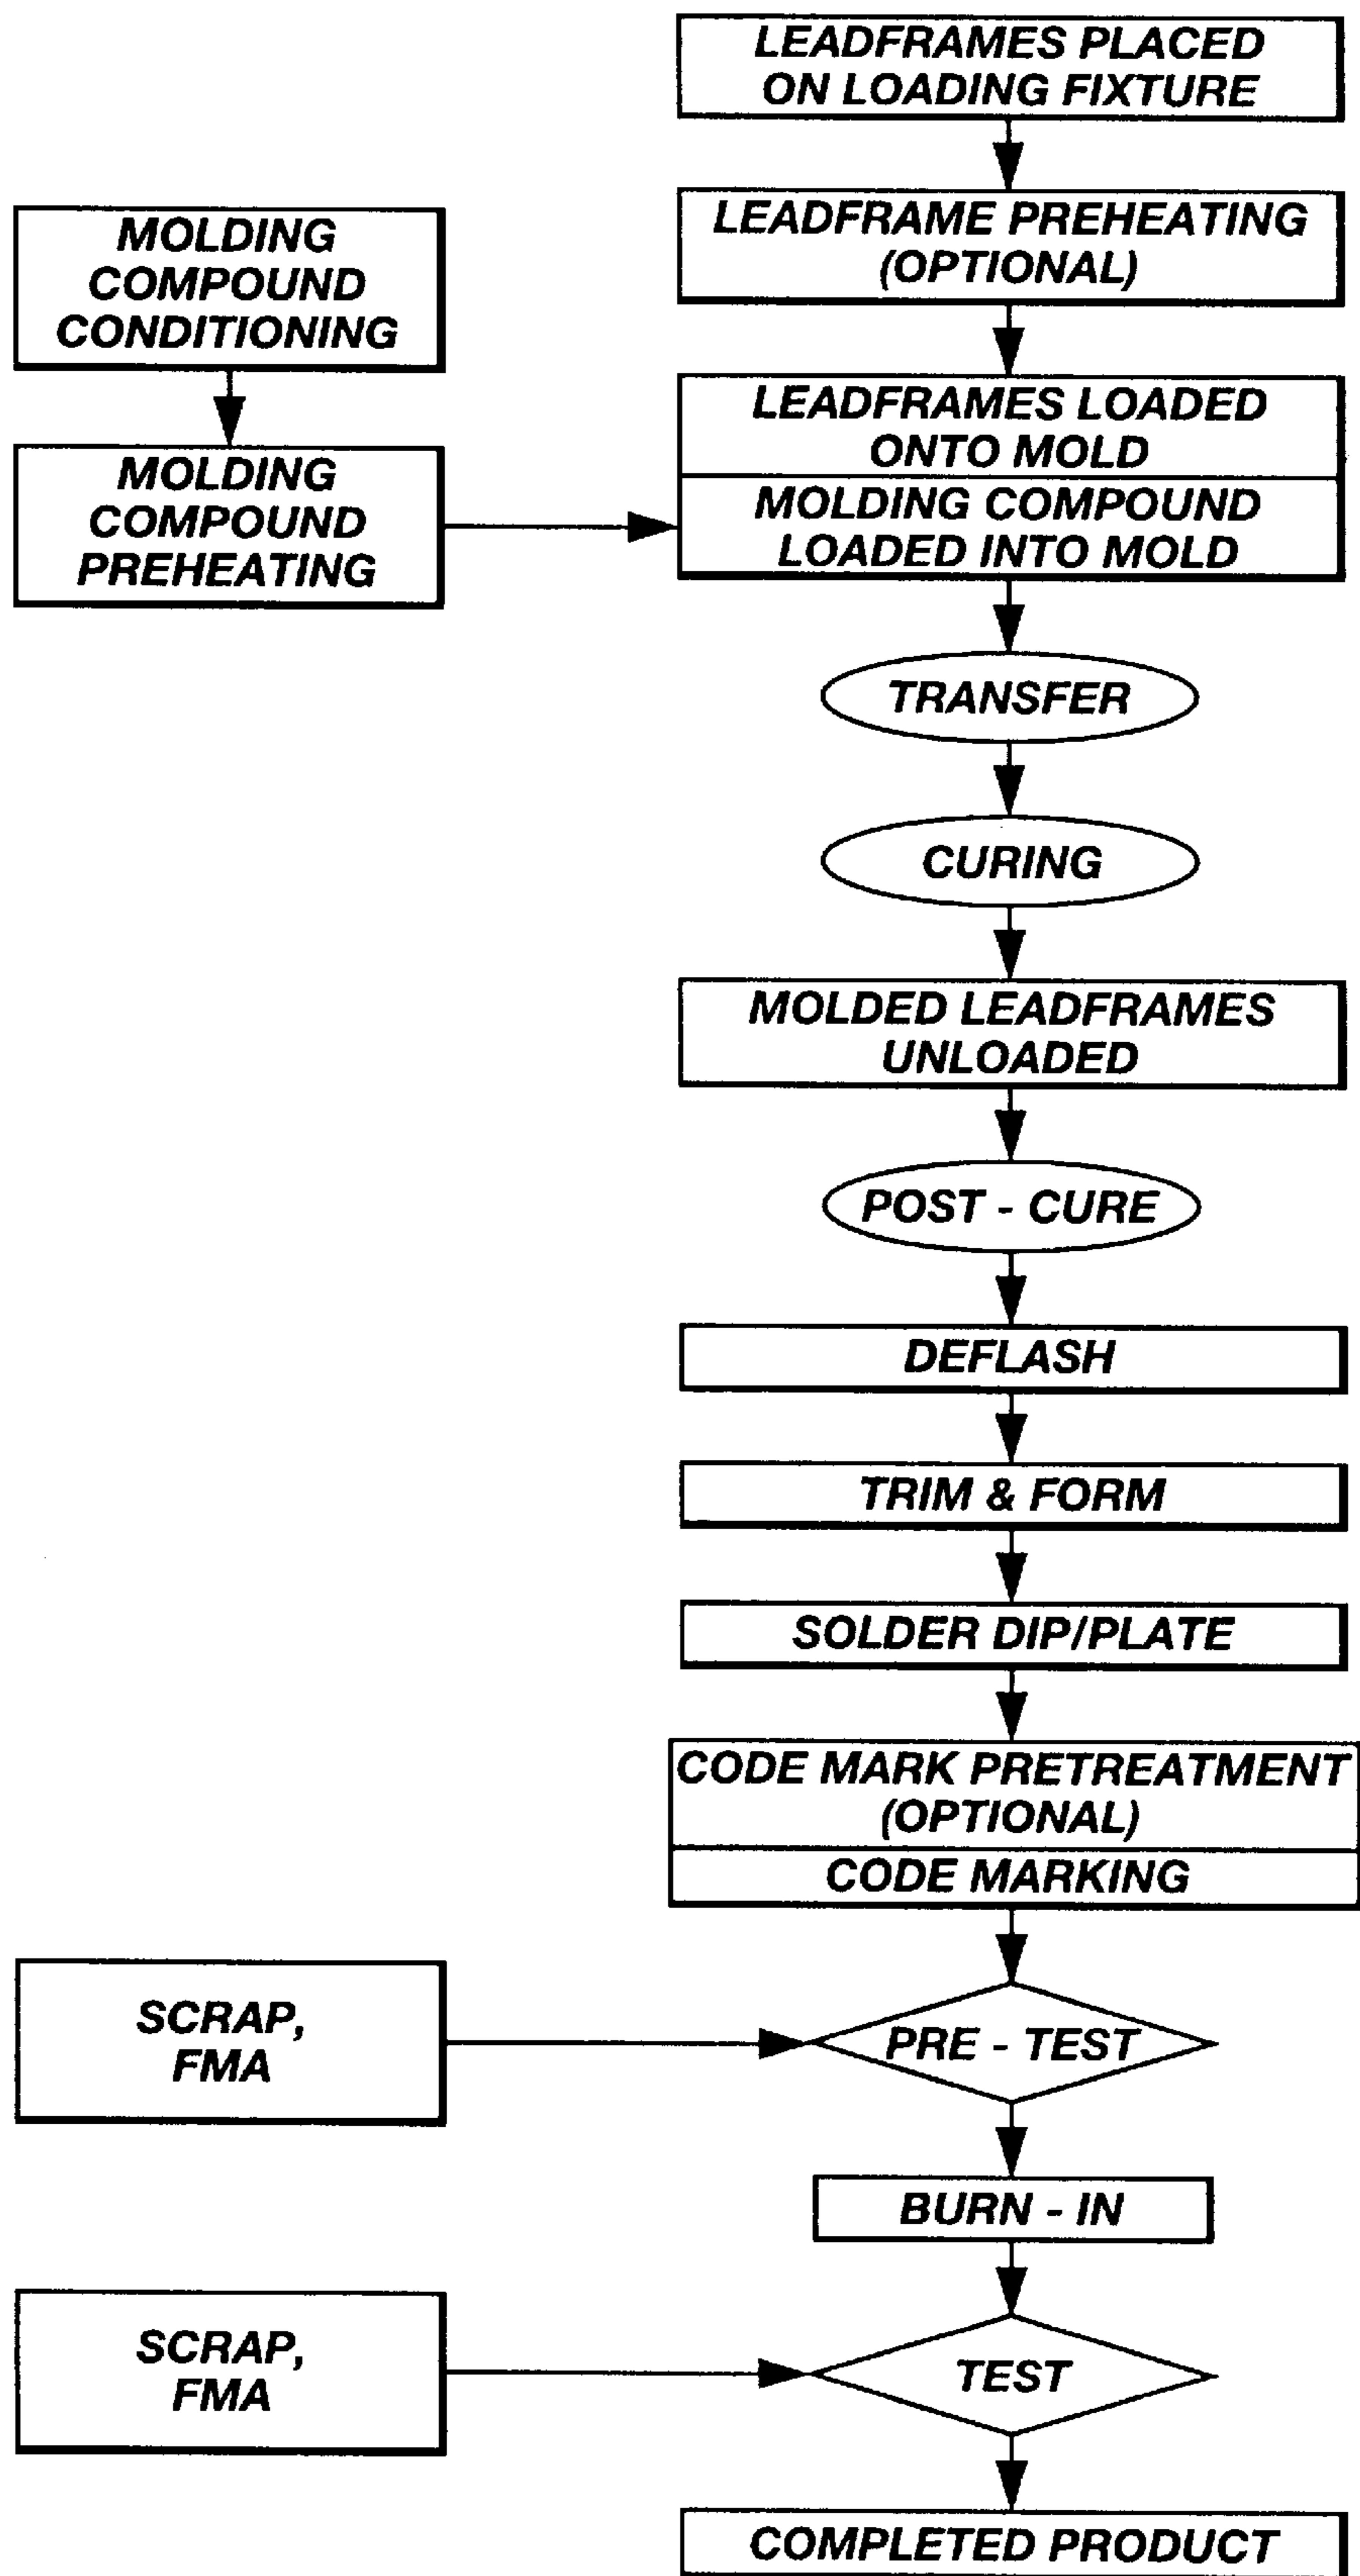 LEADFRAMES PLACED
ON LOADING FIXTURE
LEADFRAME PREHEATING
(OPTIONAL)
MOLDING
COMPOUND
CONDITIONING
MOLDING
COMPOUND
PREHEATING
LEADFRAMES LOADED
ONTO MOLD
MOLDING COMPOUND
LOADED INTO MOLD
TRANSFER
CURING
MOLDED LEADFRAMES
UNLOADED
POST - CURE
DEFLASH
TRIM & FORM
SOLDER DIP/PLATE
CODE MARK PRETREATMENT
(OPTIONAL)
CODE MARKING
SCRAP,
FMA
PRE - TEST
BURN - IN
SCRAP,
FMA
TEST
COMPLETED PRODUCT